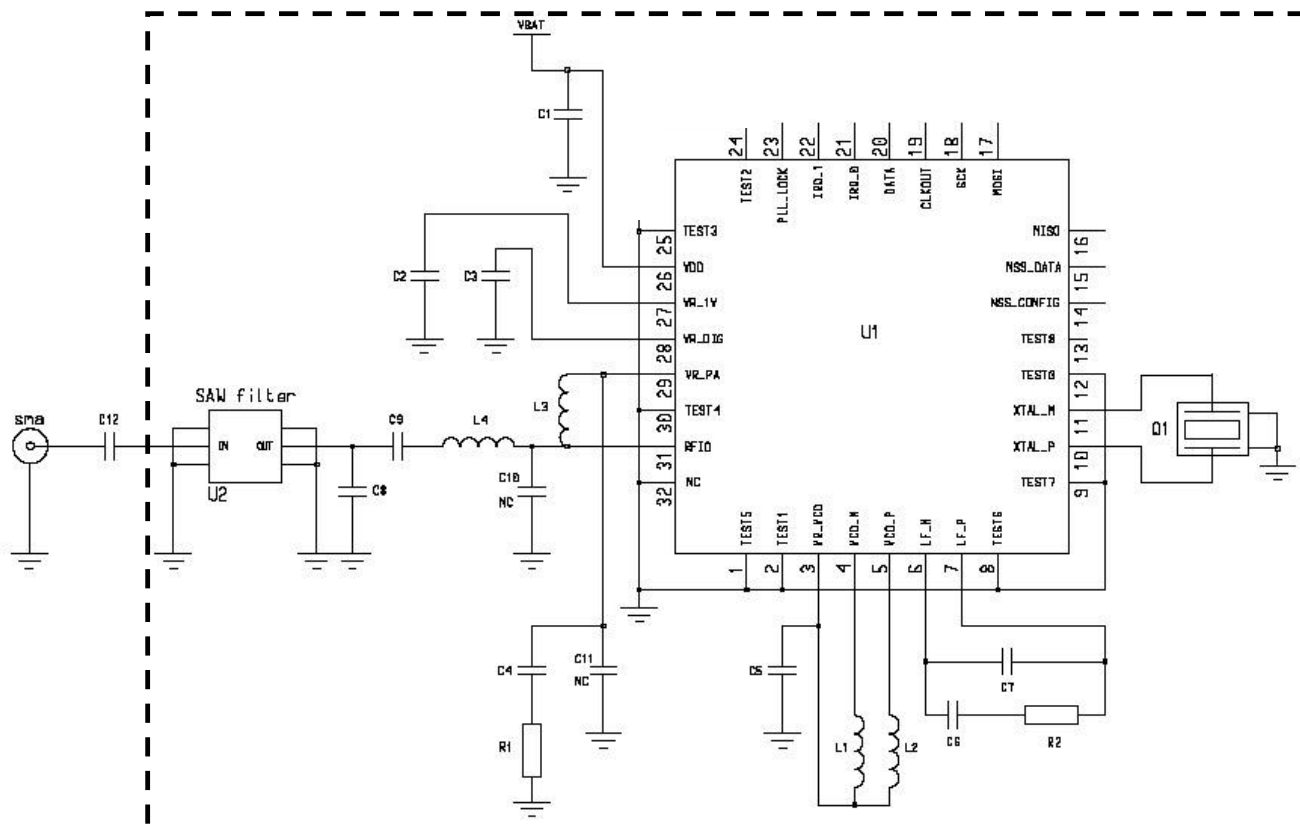 VBAT
C1
24
23
22
21
20
19
18
17
TEST2
PLL_LOCK
IRQ_1
IRQ_0
DATA
CLKOUT
SCK
MOSI
TEST3
25
MISO
16
VDD
26
NSS_DATA
15
C2
C3
VR_1V
27
NSS_CONFIG
14
U1
VR_DIG
28
TEST8
13
VR_PA
29
TEST0
12
SAW filter
sma
C12
IN
OUT
U2
C9
L4
L3
TEST4
30
XTAL_M
11
Q1
RFIO
31
XTAL_P
10
C8
C10
NC
NC
32
TEST7
9
TEST5
TEST1
VR_VCO
VCO_M
VCO_P
LF_M
LF_P
TEST6
1
2
3
4
5
6
7
8
C4
C11
NC
C5
C7
C6
R2
R1
L1
L2